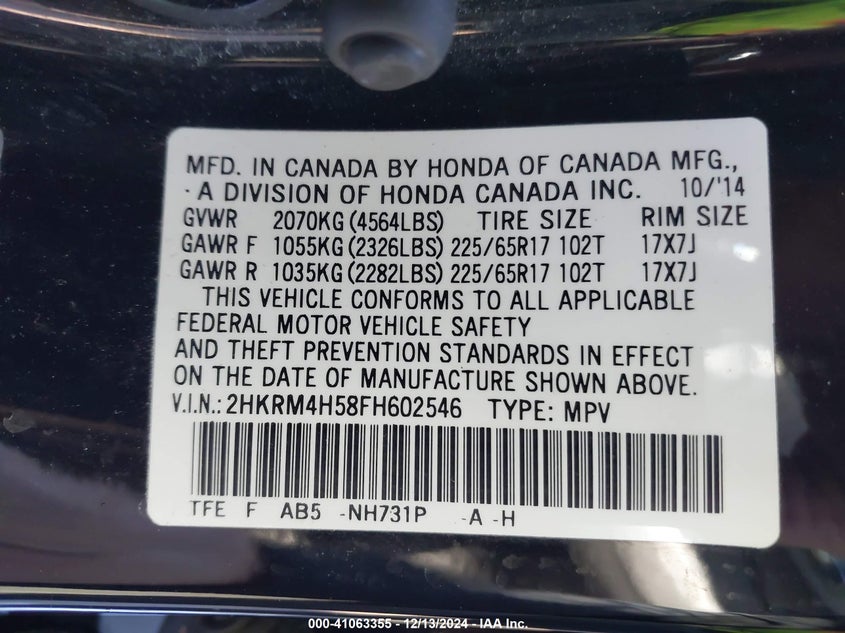 MFD. IN CANADA BY HONDA OF CANADA MFG.,
A DIVISION OF HONDA CANADA INC. 10/'14
GVWR 2070KG (4564LBS) TIRE SIZE RIM SIZE
GAWR F 1055KG (2326LBS) 225/65R17 102T 17X7J
GAWR R 1035KG (2282LBS) 225/65R17 102T 17X7J
THIS VEHICLE CONFORMS TO ALL APPLICABLE
FEDERAL MOTOR VEHICLE SAFETY
AND THEFT PREVENTION STANDARDS IN EFFECT
ON THE DATE OF MANUFACTURE SHOWN ABOVE.
V.I.N.: 2HKRM4H58FH602546 TYPE: MPV
TFE F AB5 -NH731P -A -H
000-41063355 - 12/13/2024 - IAA Inc.